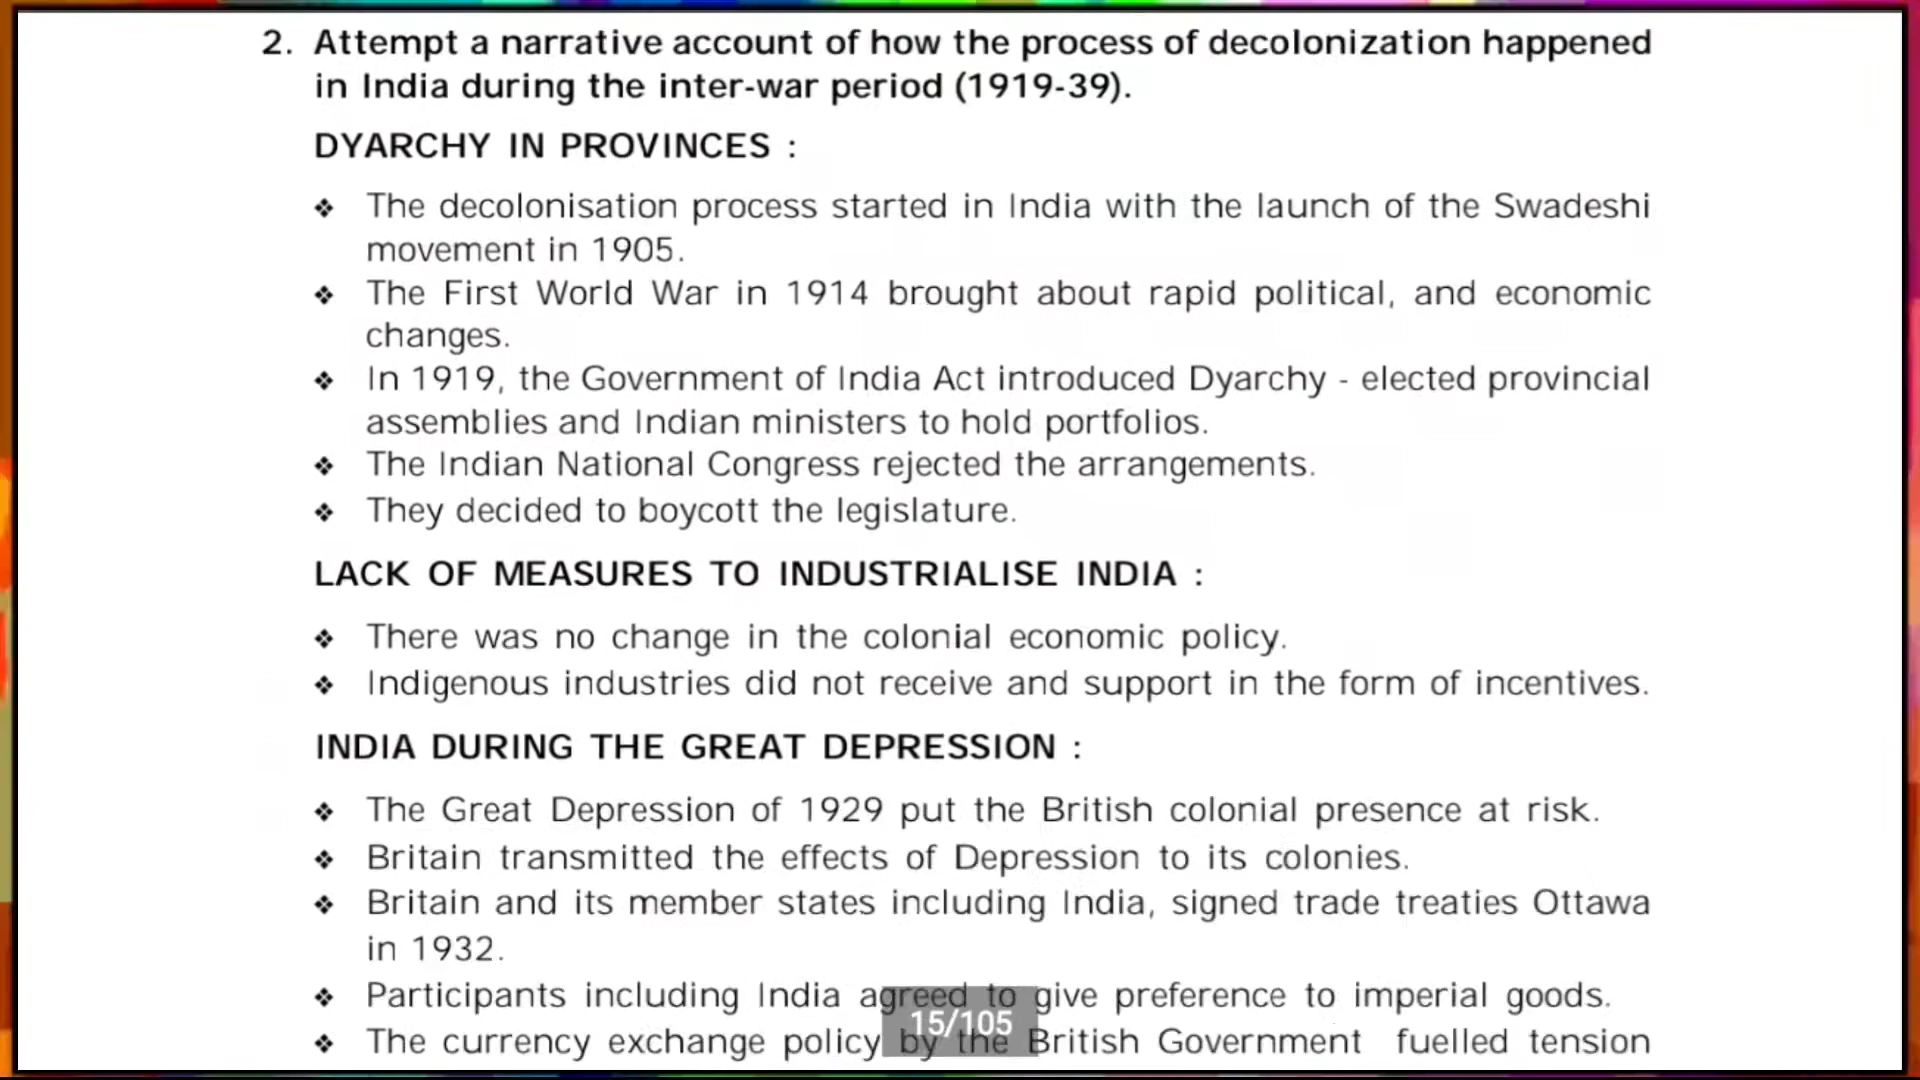 2. Attempt a narrative account of how the process of decolonization happened
in India during the inter-war period (1919-39).
DYARCHY IN PROVINCES :
❖ The decolonisation process started in India with the launch of the Swadeshi
movement in 1905.
❖ The First World War in 1914 brought about rapid political, and economic
changes.
❖ In 1919, the Government of India Act introduced Dyarchy - elected provincial
assemblies and Indian ministers to hold portfolios.
❖ The Indian National Congress rejected the arrangements.
❖ They decided to boycott the legislature.
LACK OF MEASURES TO INDUSTRIALISE INDIA :
❖ There was no change in the colonial economic policy.
❖ Indigenous industries did not receive and support in the form of incentives.
INDIA DURING THE GREAT DEPRESSION :
❖ The Great Depression of 1929 put the British colonial presence at risk.
❖ Britain transmitted the effects of Depression to its colonies.
❖ Britain and its member states including India, signed trade treaties Ottawa
in 1932.
❖ Participants including India agreed to give preference to imperial goods.
15/105
❖ The currency exchange policy by the British Government fuelled tension